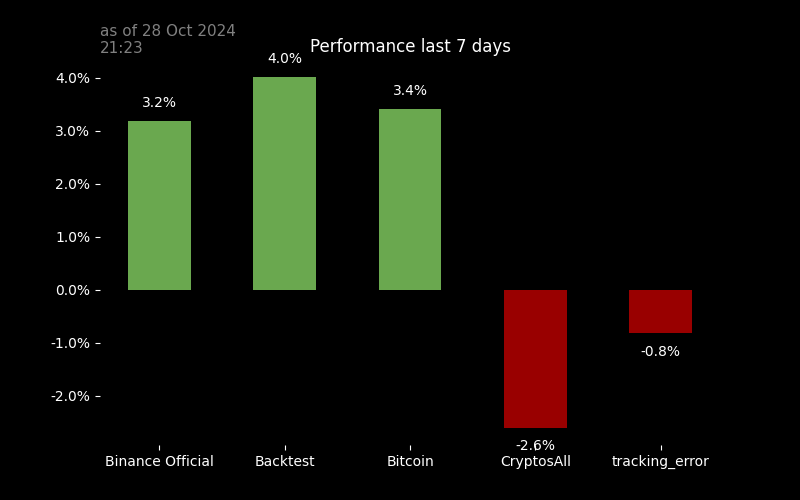 as of 28 Oct 2024
21:23
Performance last 7 days
4.0%
3.0%
2.0%
1.0%
0.0%
-1.0%
-2.0%
3.2%
4.0%
3.4%
-2.6%
-0.8%
Binance Official
Backtest
Bitcoin
CryptosAll
tracking_error